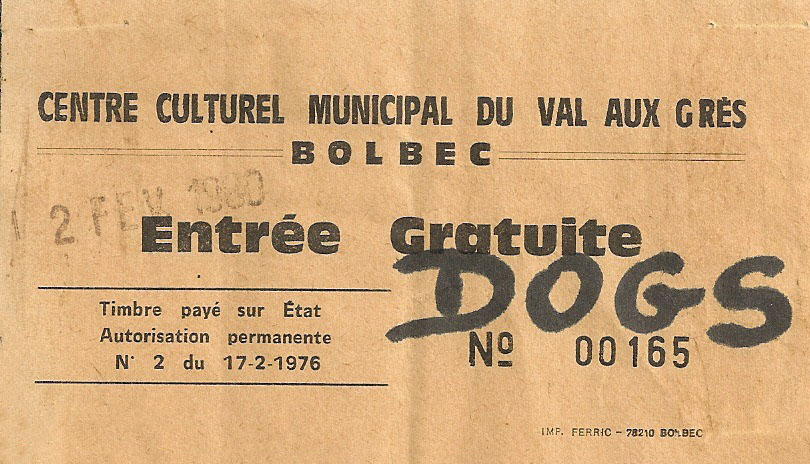 CENTRE CULTUREL MUNICIPAL DU VAL AUX GRÈS
BOLBEC
2 FEV 1980
Entrée Gratuite
DOGS
Timbre payé sur État
Autorisation permanente
N° 2 du 17-2-1976
Nº 00165
IMP. FERRIC - 76210 BOLBEC